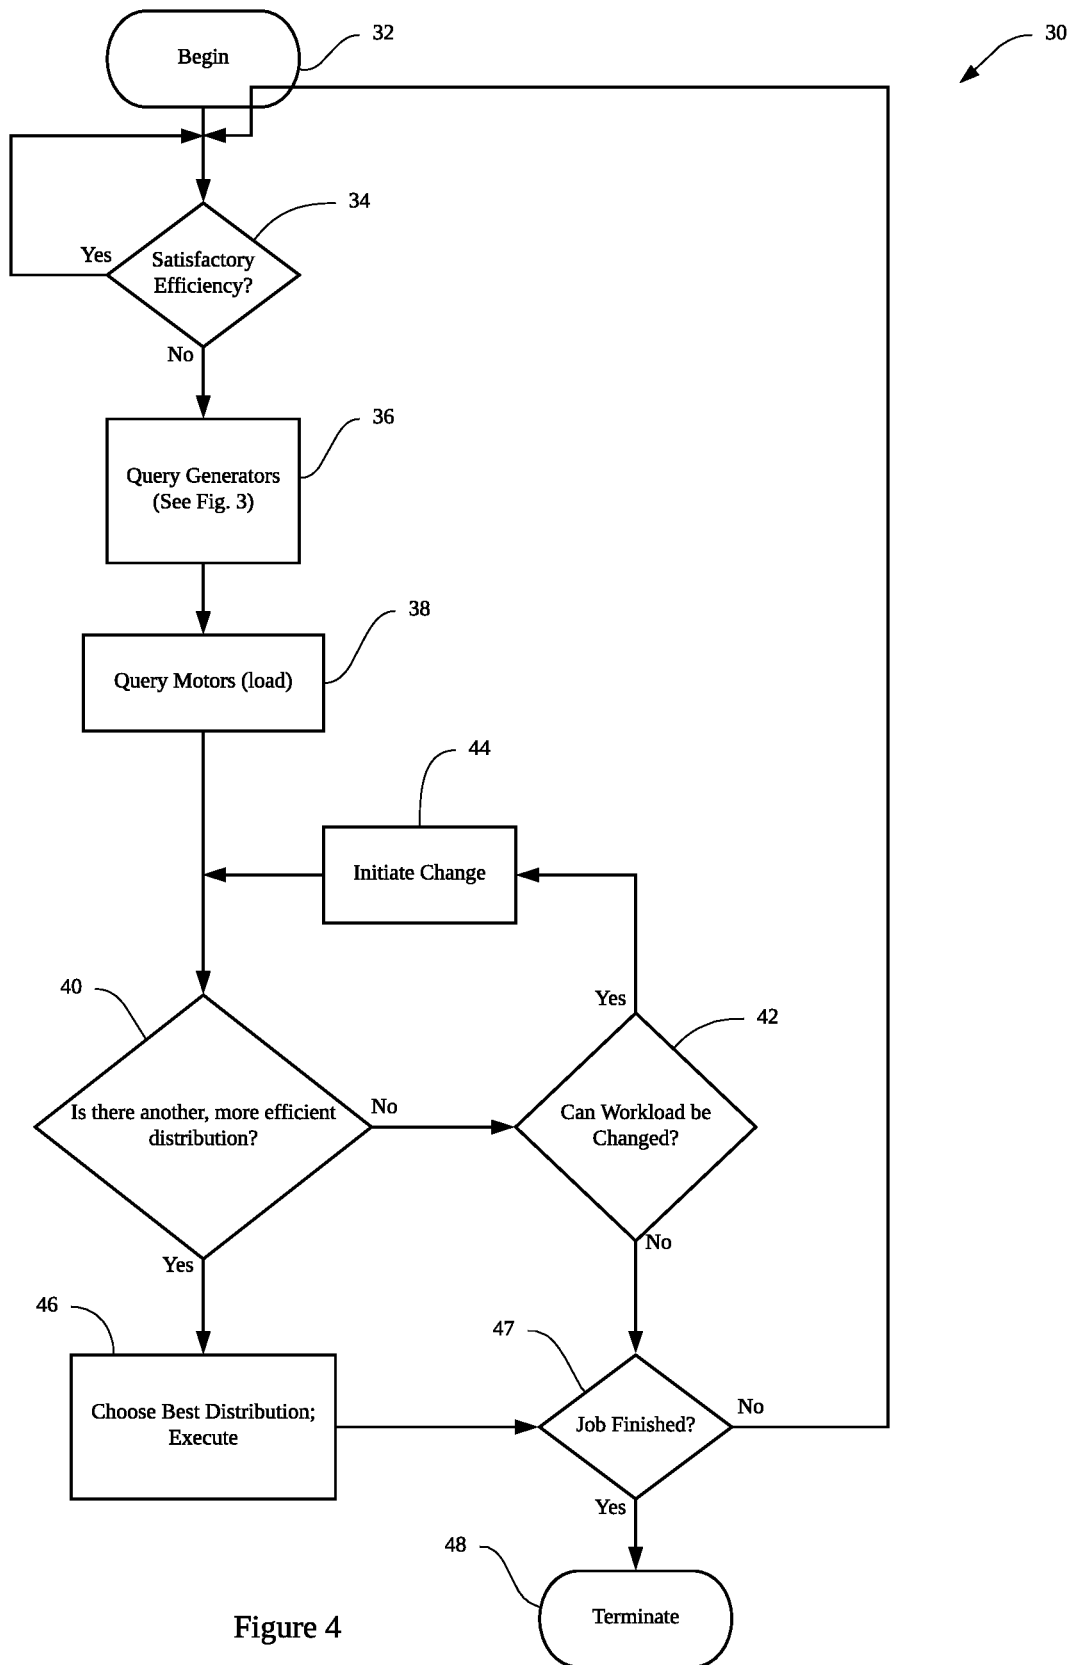 Begin
32
30
34
Yes
Satisfactory
Efficiency?
No
36
Query Generators
(See Fig. 3)
38
Query Motors (load)
44
Initiate Change
40
Yes
42
Is there another, more efficient
distribution?
No
Can Workload be
Changed?
No
Yes
46
47
Choose Best Distribution;
Execute
Job Finished?
No
Yes
48
Terminate
Figure 4